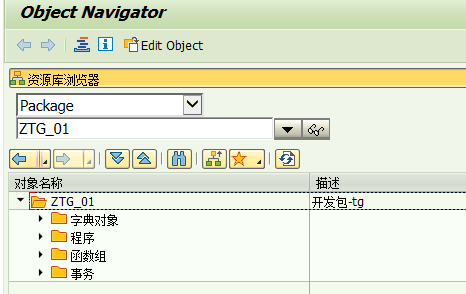 Object Navigator
Edit Object
资源库浏览器
Package
ZTG_01
对象名称 描述
ZTG_01 开发包-tg
字典对象
程序
函数组
事务